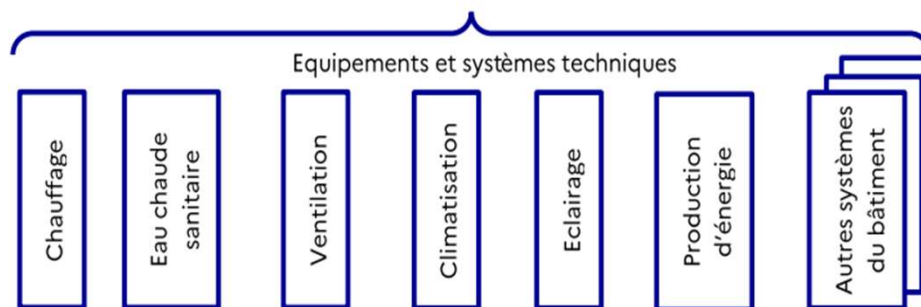 Equipements et systèmes techniques
Chauffage
Eau chaude
sanitaire
Ventilation
Climatisation
Eclairage
Production
d'énergie
Autres systèmes
du bâtiment